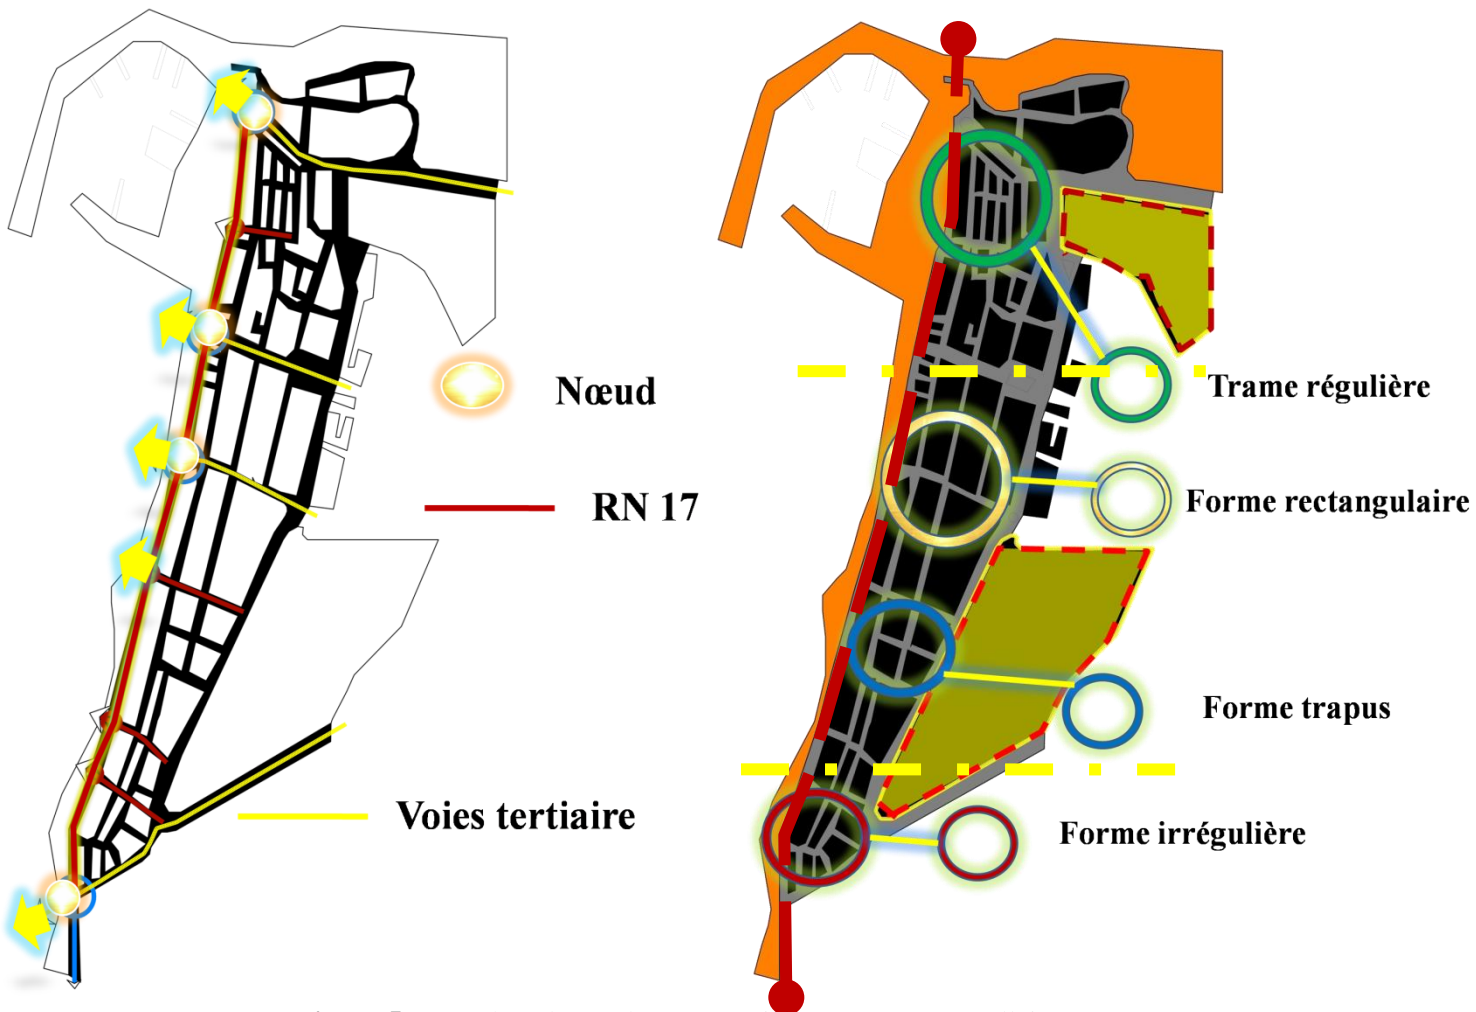 Nœud
RN 17
Voies tertiaire
Trame régulière
Forme rectangulaire
Forme trapus
Forme irrégulière